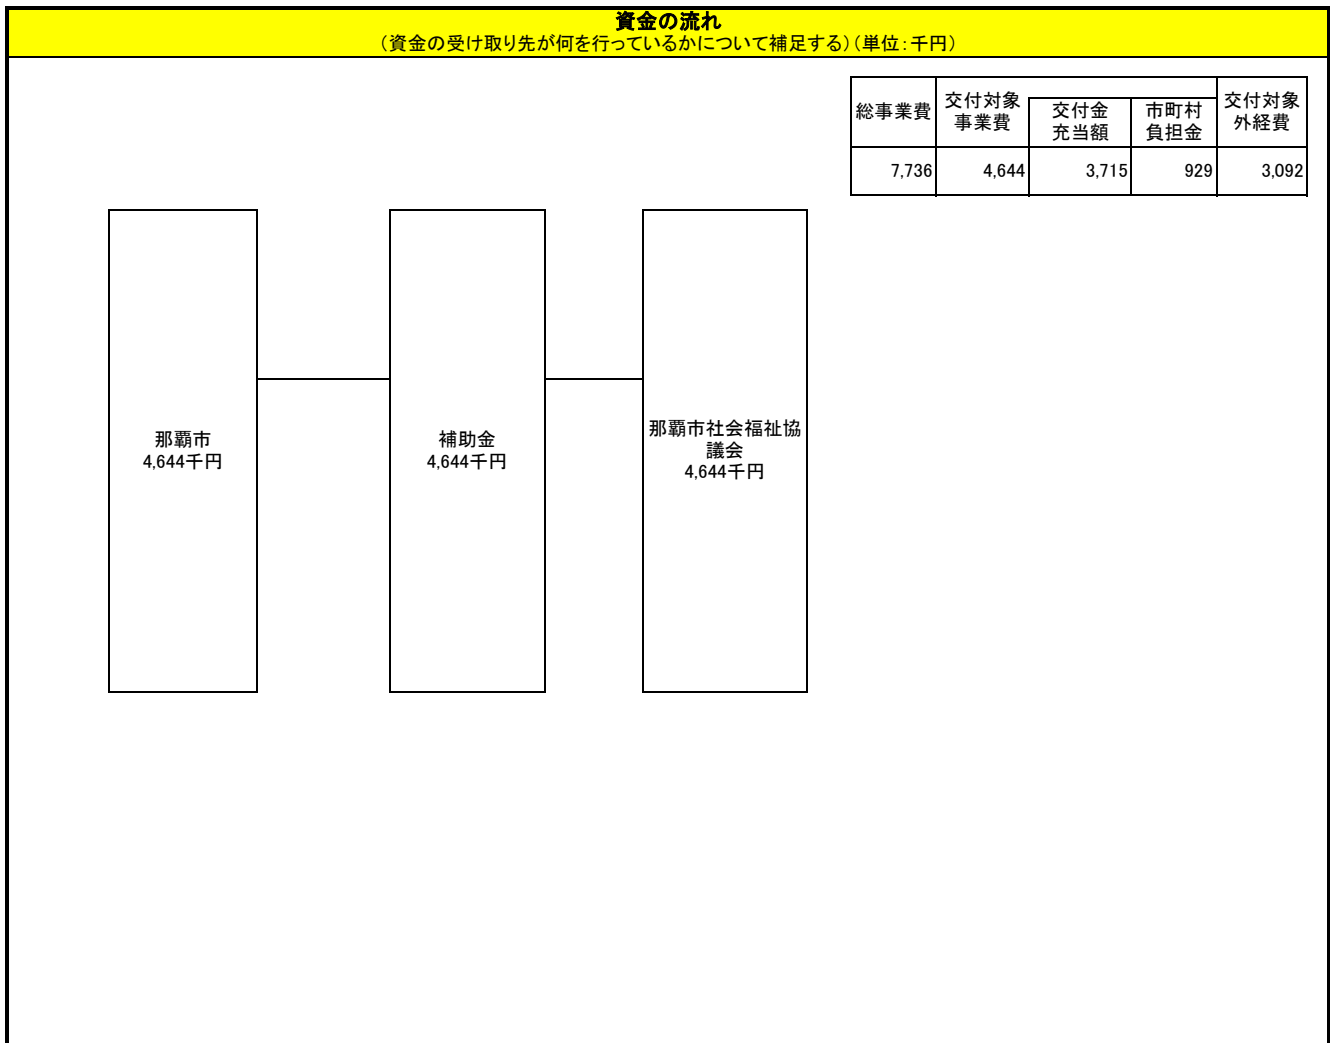 資金の流れ
（資金の受け取り先が何を行っているかについて補足する）（単位：千円）
総事業費
交付対象
事業費
交付金
充当額
市町村
負担金
交付対象
外経費
7,736
4,644
3,715
929
3,092
那覇市
4,644千円
補助金
4,644千円
那覇市社会福祉協
議会
4,644千円